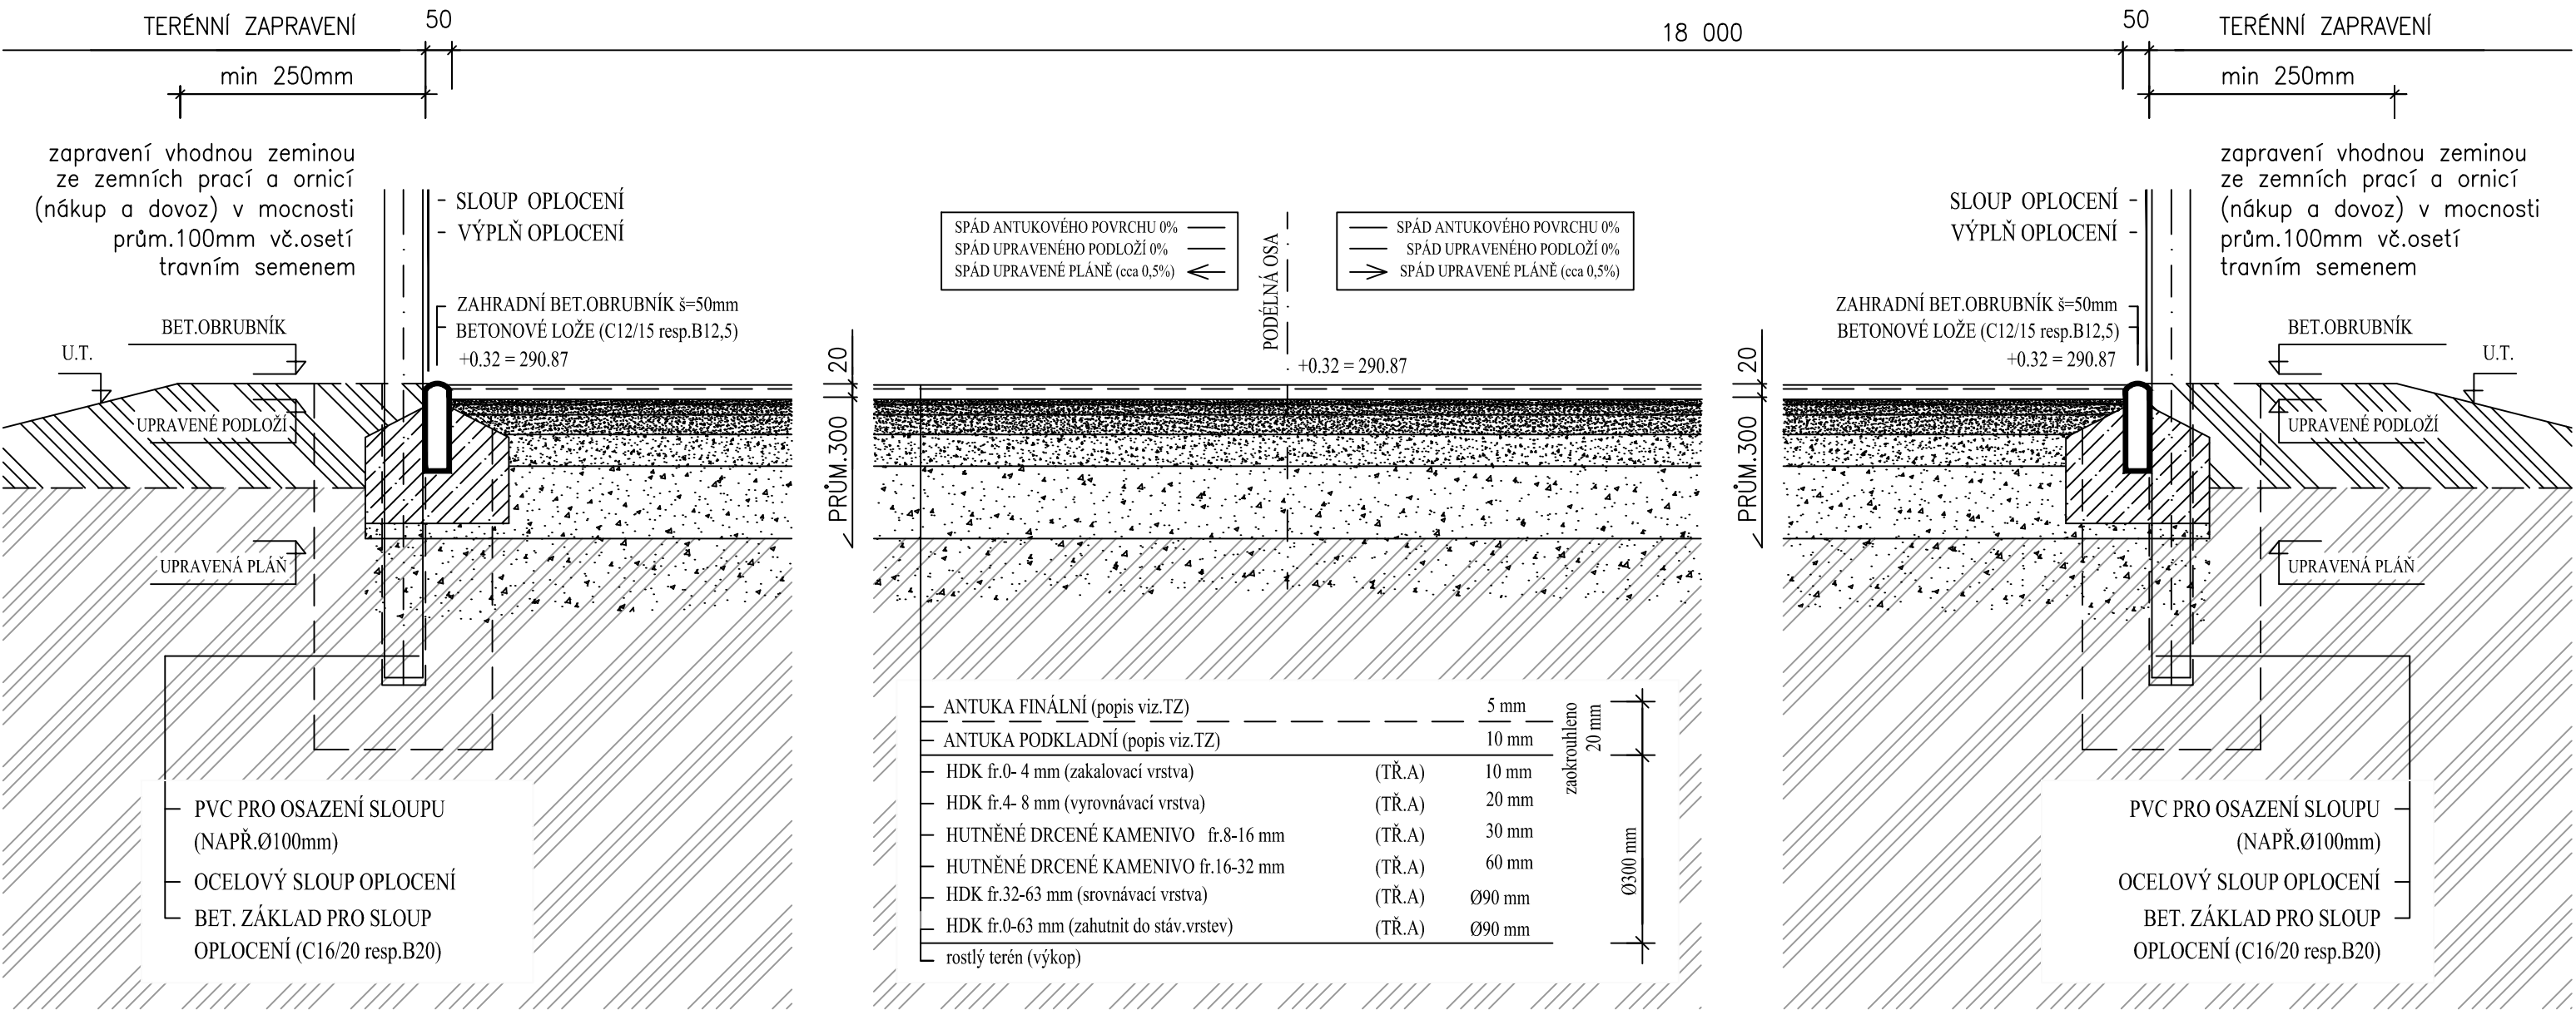 TERÉNNÍ ZAPRAVENÍ
50
18 000
50
TERÉNNÍ ZAPRAVENÍ
min 250mm
min 250mm
zapravení vhodnou zeminou
ze zemních prací a ornicí
(nákup a dovoz) v mocnosti
prům.100mm vč.osetí
travním semenem
SLOUP OPLOCENÍ
VÝPLŇ OPLOCENÍ
ZAHRADNÍ BET.OBRUBNÍK š=50mm
BETONOVÉ LOŽE (C12/15 resp.B12,5)
+0.32 = 290.87
BET.OBRUBNÍK
U.T.
UPRAVENÉ PODLOŽÍ
UPRAVENÁ PLÁŇ
PVC PRO OSAZENÍ SLOUPU
(NAPŘ.Ø100mm)
OCELOVÝ SLOUP OPLOCENÍ
BET. ZÁKLAD PRO SLOUP
OPLOCENÍ (C16/20 resp.B20)
SPÁD ANTUKOVÉHO POVRCHU 0%
SPÁD UPRAVENÉHO PODLOŽÍ 0%
SPÁD UPRAVENÉ PLÁNĚ (cca 0,5%)
PODÉLNÁ OSA
SPÁD ANTUKOVÉHO POVRCHU 0%
SPÁD UPRAVENÉHO PODLOŽÍ 0%
SPÁD UPRAVENÉ PLÁNĚ (cca 0,5%)
+0.32 = 290.87
20
PRŮM.300
ANTUKA FINÁLNÍ (popis viz.TZ) 5 mm
ANTUKA PODKLADNÍ (popis viz.TZ) 10 mm
zaokrouhleno
20 mm
HDK fr.0- 4 mm (zakalovací vrstva) (TŘ.A) 10 mm
HDK fr.4- 8 mm (vyrovnávací vrstva) (TŘ.A) 20 mm
HUTNĚNÉ DRCENÉ KAMENIVO fr.8-16 mm (TŘ.A) 30 mm
HUTNĚNÉ DRCENÉ KAMENIVO fr.16-32 mm (TŘ.A) 60 mm
HDK fr.32-63 mm (srovnávací vrstva) (TŘ.A) Ø90 mm
HDK fr.0-63 mm (zahutnit do stáv.vrstev) (TŘ.A) Ø90 mm
Ø300 mm
rostlý terén (výkop)
20
PRŮM.300
zapravení vhodnou zeminou
ze zemních prací a ornicí
(nákup a dovoz) v mocnosti
prům.100mm vč.osetí
travním semenem
SLOUP OPLOCENÍ
VÝPLŇ OPLOCENÍ
ZAHRADNÍ BET.OBRUBNÍK š=50mm
BETONOVÉ LOŽE (C12/15 resp.B12,5)
+0.32 = 290.87
BET.OBRUBNÍK
U.T.
UPRAVENÉ PODLOŽÍ
UPRAVENÁ PLÁŇ
PVC PRO OSAZENÍ SLOUPU
(NAPŘ.Ø100mm)
OCELOVÝ SLOUP OPLOCENÍ
BET. ZÁKLAD PRO SLOUP
OPLOCENÍ (C16/20 resp.B20)